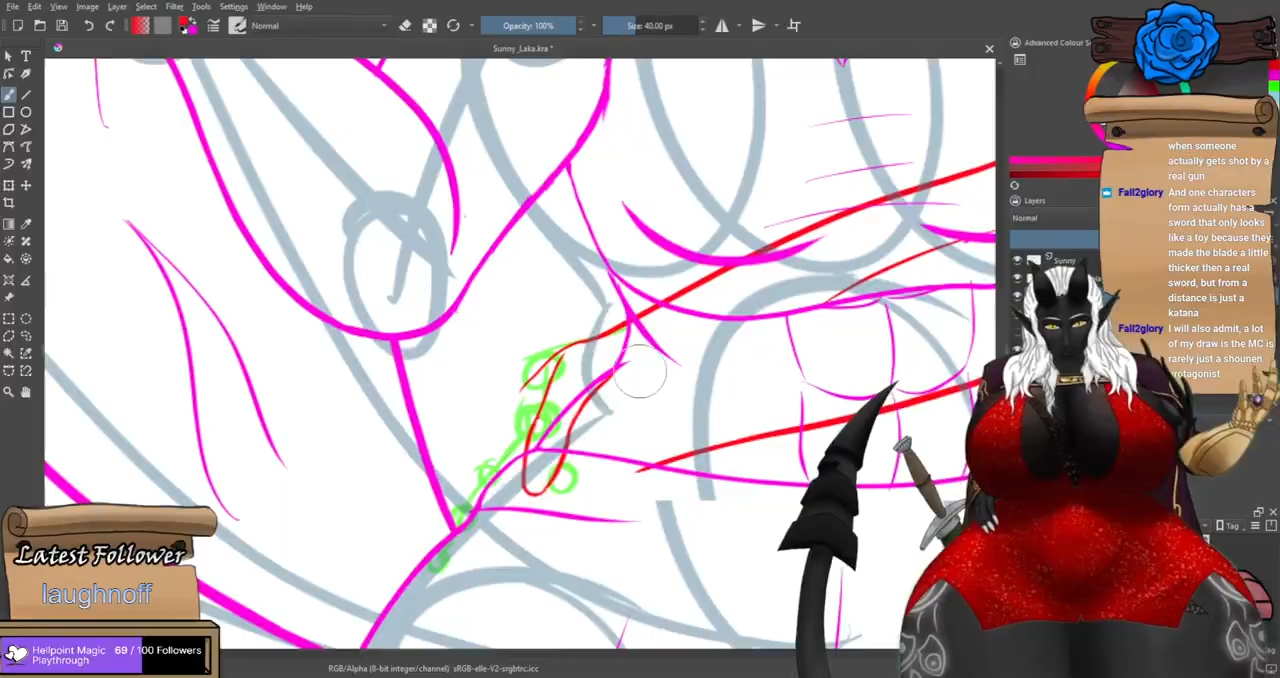 File Edit View Image Layer Select Filter Tools Settings Window Help
Normal Opacity: 100% Size: 40.00 px
Sunny_Laka.kra *
Advanced Colour Se
Layers
Normal
Sunny
Tag
when someone
actually gets shot by a
real gun
Fall2glory And one characters
form actually has a
sword that only looks
like a toy because they
made the blade a little
thicker then a real
sword, but from a
distance is just a
katana
Fall2glory I will also admit, a lot
of my draw is the MC is
rarely just a shounen
protagonist
Latest Follower
laughnoff
Hellpoint Magic
Playthrough
69 / 100 Followers
RGB/Alpha (8-bit integer/channel) sRGB-elle-V2-srgbtrc.icc